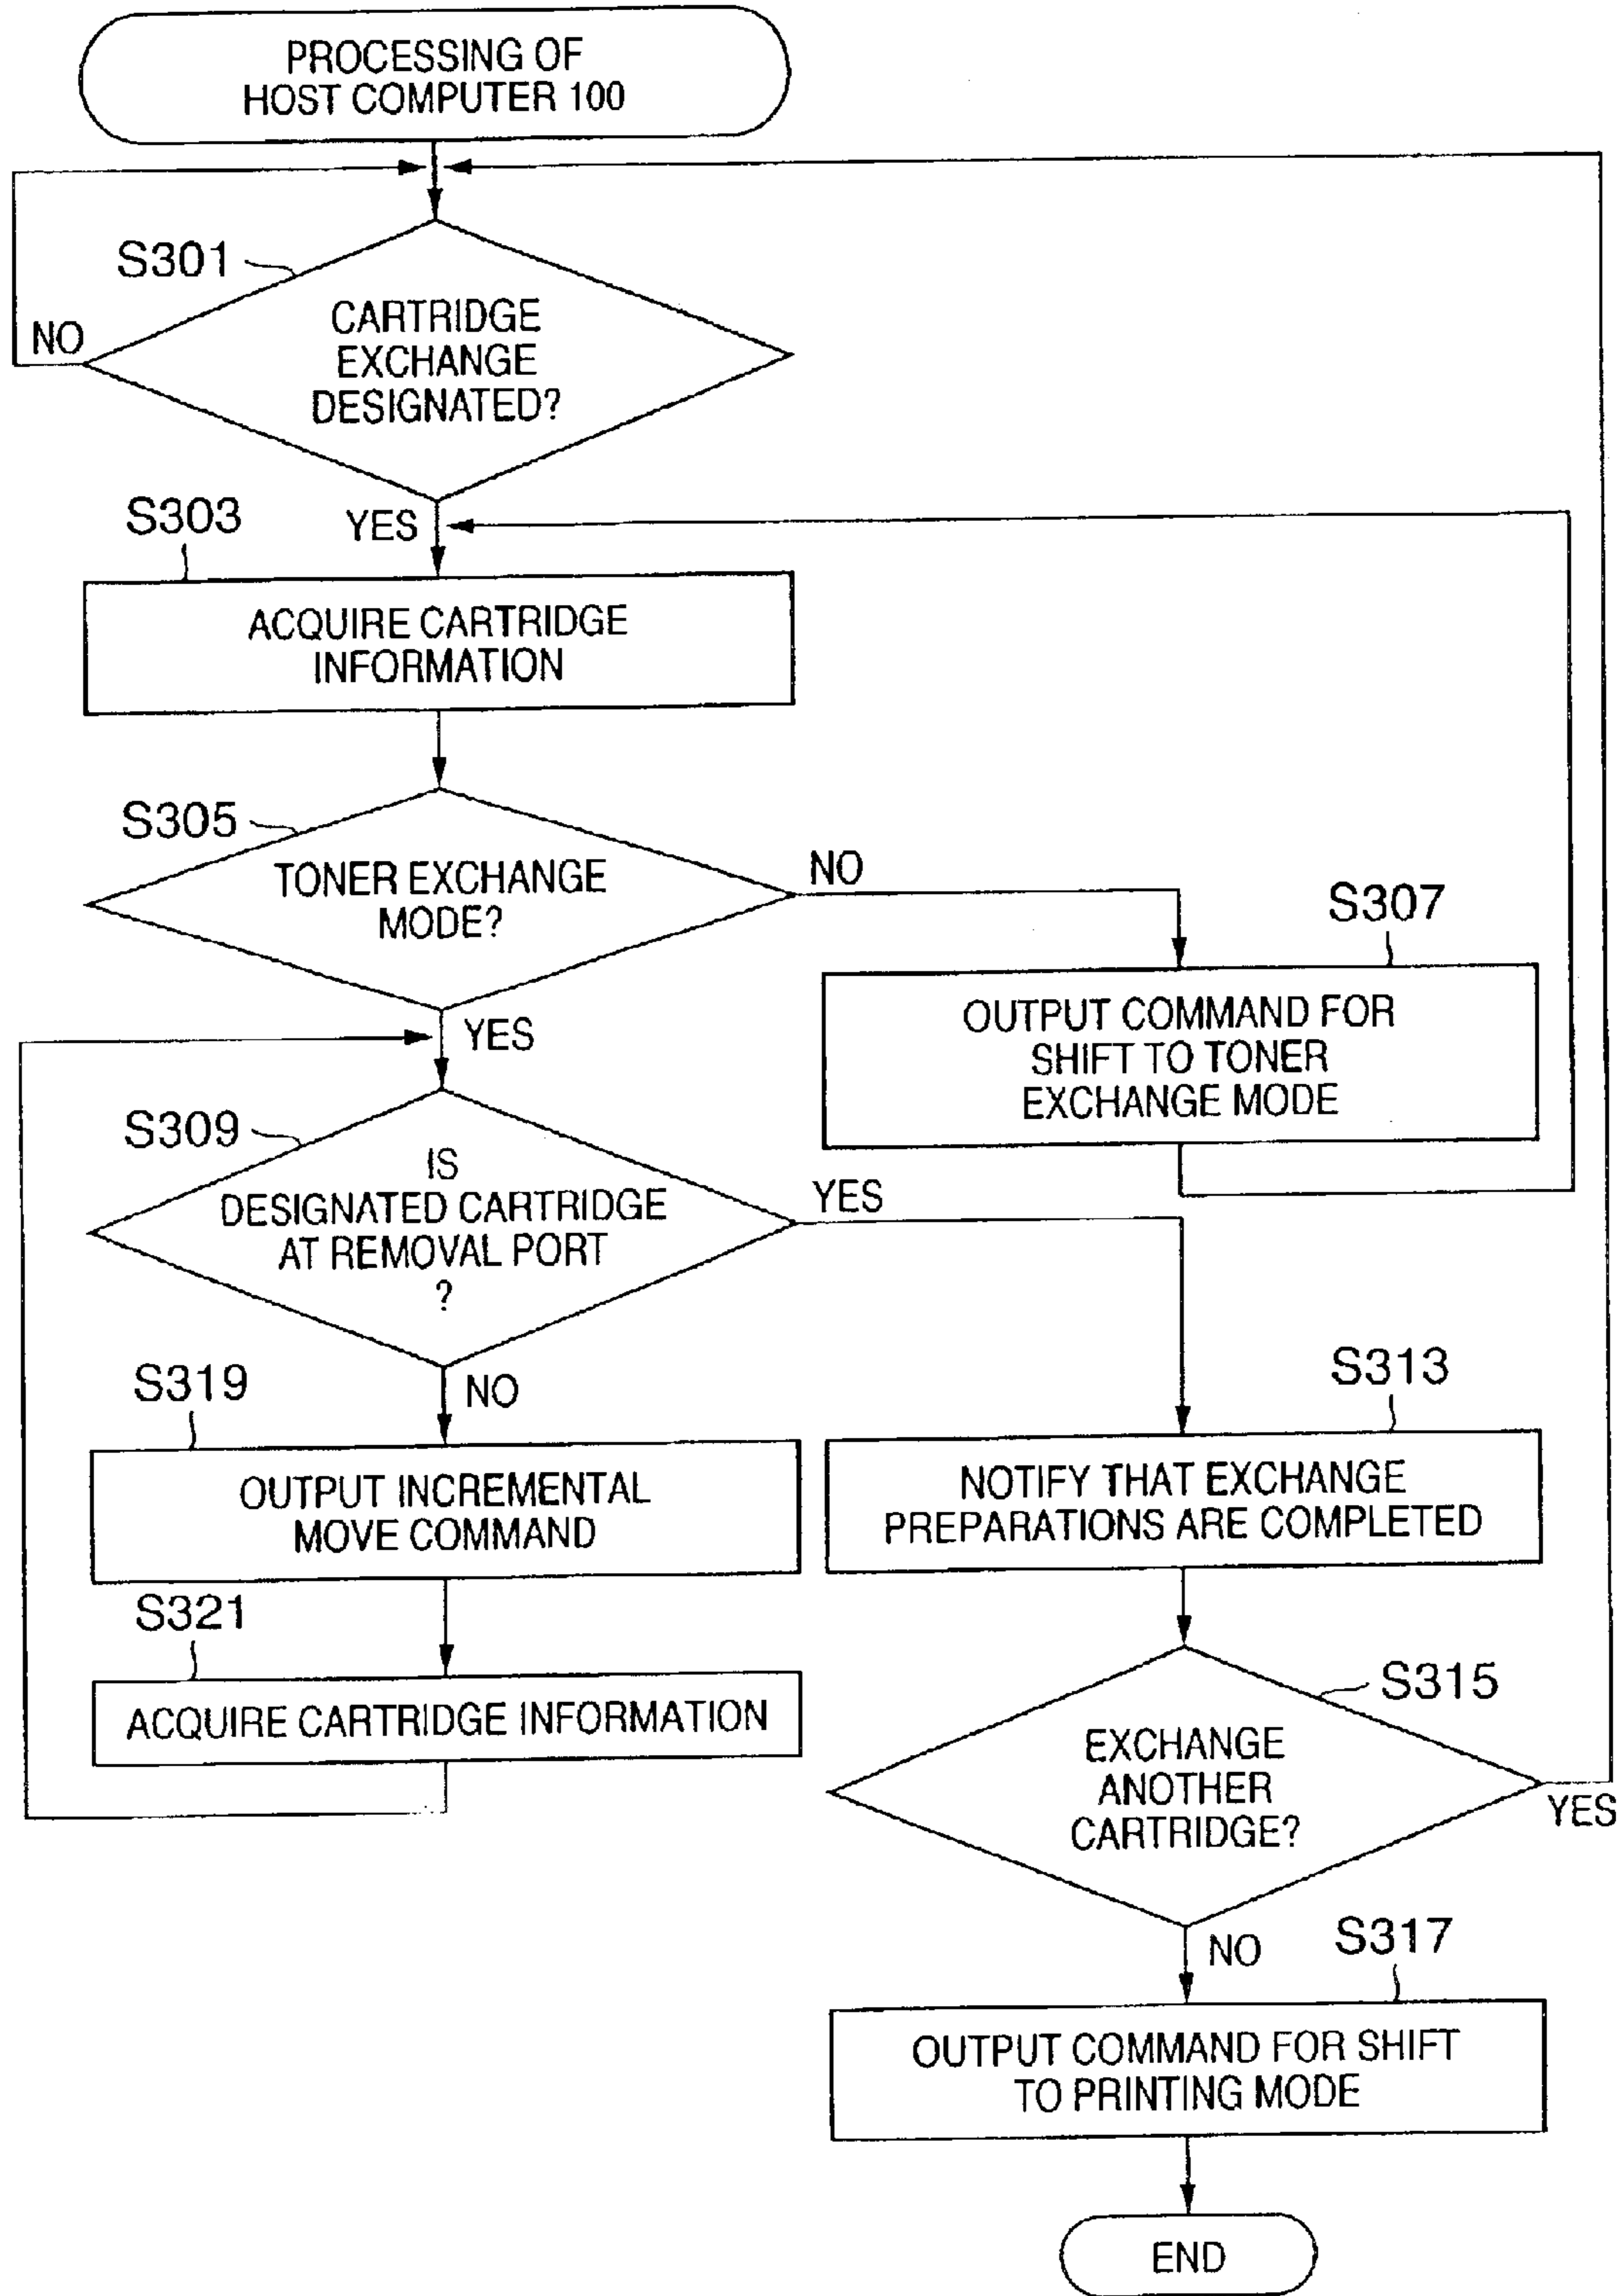 PROCESSING OF
HOST COMPUTER 100
S301
CARTRIDGE
EXCHANGE
DESIGNATED?
NO
YES
S303
ACQUIRE CARTRIDGE
INFORMATION
S305
TONER EXCHANGE
MODE?
NO
YES
S307
OUTPUT COMMAND FOR
SHIFT TO TONER
EXCHANGE MODE
S309
IS
DESIGNATED CARTRIDGE
AT REMOVAL PORT
?
YES
NO
S319
OUTPUT INCREMENTAL
MOVE COMMAND
S321
ACQUIRE CARTRIDGE INFORMATION
S313
NOTIFY THAT EXCHANGE
PREPARATIONS ARE COMPLETED
S315
EXCHANGE
ANOTHER
CARTRIDGE?
YES
NO
S317
OUTPUT COMMAND FOR SHIFT
TO PRINTING MODE
END